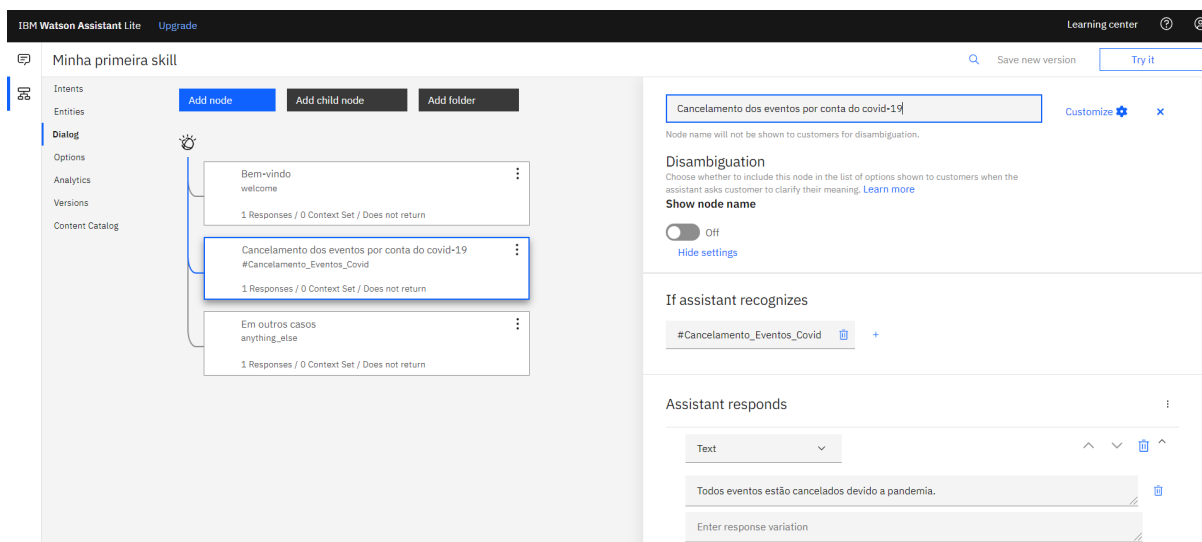 IBM Watson Assistant Lite Upgrade Learning center
Minha primeira skill Save new version Try it
Intents
Entities
Dialog
Options
Analytics
Versions
Content Catalog
Add node Add child node Add folder
Bem-vindo
welcome
1 Responses / 0 Context Set / Does not return
Cancelamento dos eventos por conta do covid-19
#Cancelamento_Eventos_Covid
1 Responses / 0 Context Set / Does not return
Em outros casos
anything_else
1 Responses / 0 Context Set / Does not return
Cancelamento dos eventos por conta do covid-19 Customize
Node name will not be shown to customers for disambiguation.
Disambiguation
Choose whether to include this node in the list of options shown to customers when the
assistant asks customer to clarify their meaning. Learn more
Show node name
Off
Hide settings
If assistant recognizes
#Cancelamento_Eventos_Covid +
Assistant responds
Text
Todos eventos estão cancelados devido a pandemia.
Enter response variation